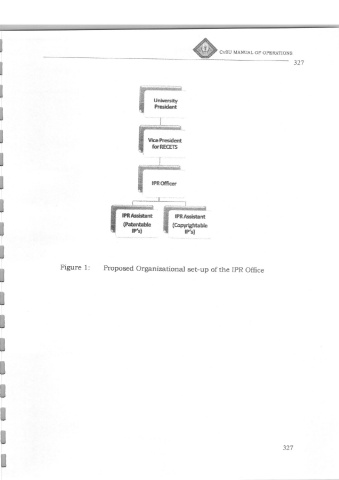 CvSU MANUAL OF OPERATIONS
327
University
President
Vice President
for RECETS
IPR Officer
IPR Assistant
(Patentable
IP's)
IPR Assistant
(Copyrightable
IP's)
Figure 1: Proposed Organizational set-up of the IPR Office
327